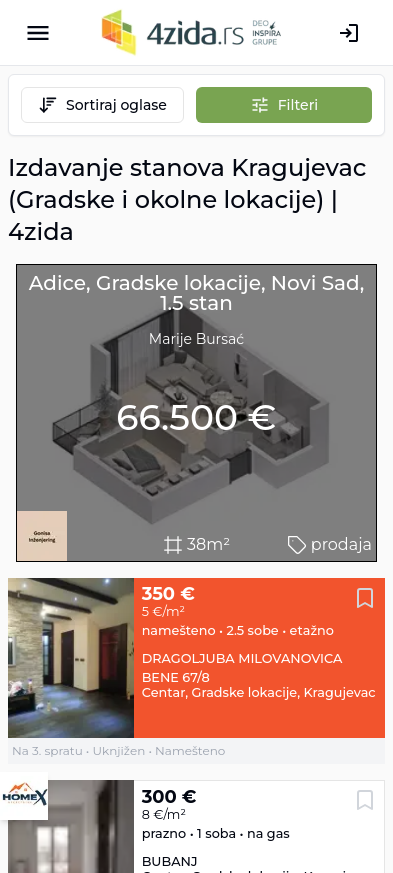 4zida.rs
DEO
INSPIRA
GRUPE
Sortiraj oglase
Filteri
Izdavanje stanova Kragujevac
(Gradske i okolne lokacije) |
4zida
Adice, Gradske lokacije, Novi Sad,
1.5 stan
Marije Bursać
66.500 €
Gonisa
Inženjering
38m²
prodaja
350 €
5 €/m²
namešteno • 2.5 sobe • etažno
DRAGOLJUBA MILOVANOVICA
BENE 67/8
Centar, Gradske lokacije, Kragujevac
Na 3. spratu • Uknjižen • Namešteno
HOMEX
300 €
8 €/m²
prazno • 1 soba • na gas
BUBANJ